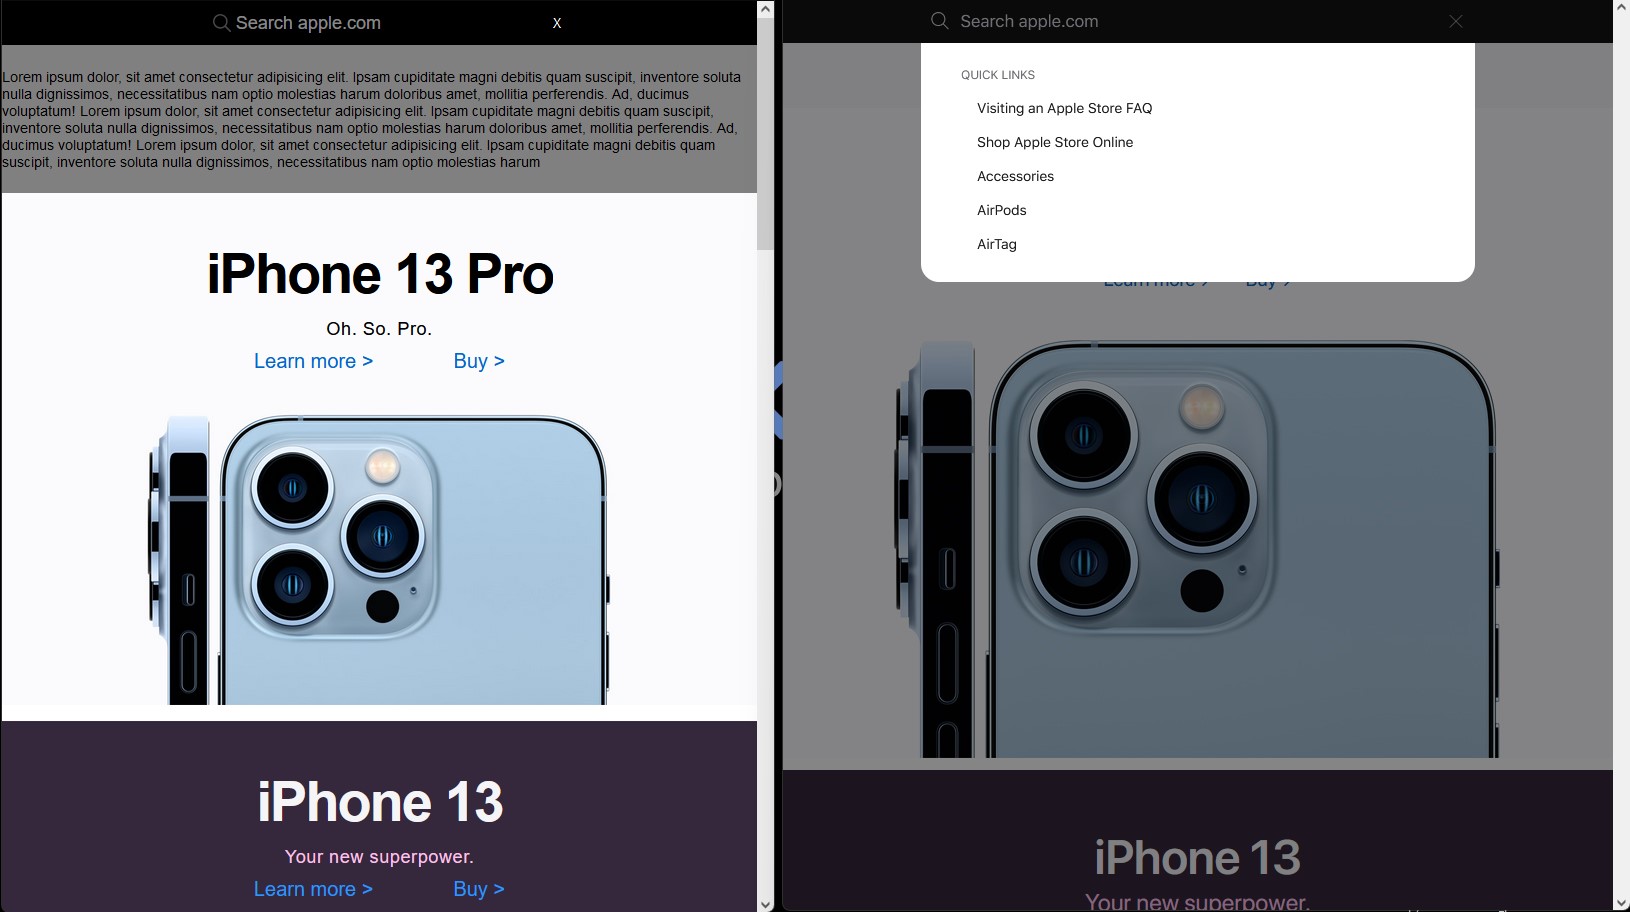 Search apple.com
X
Lorem ipsum dolor, sit amet consectetur adipisicing elit. Ipsam cupiditate magni debitis quam suscipit, inventore soluta
nulla dignissimos, necessitatibus nam optio molestias harum doloribus amet, mollitia perferendis. Ad, ducimus
voluptatum! Lorem ipsum dolor, sit amet consectetur adipisicing elit. Ipsam cupiditate magni debitis quam suscipit,
inventore soluta nulla dignissimos, necessitatibus nam optio molestias harum doloribus amet, mollitia perferendis. Ad,
ducimus voluptatum! Lorem ipsum dolor, sit amet consectetur adipisicing elit. Ipsam cupiditate magni debitis quam
suscipit, inventore soluta nulla dignissimos, necessitatibus nam optio molestias harum
iPhone 13 Pro
Oh. So. Pro.
Learn more >
Buy >
iPhone 13
Your new superpower.
Learn more >
Buy >
Search apple.com
QUICK LINKS
Visiting an Apple Store FAQ
Shop Apple Store Online
Accessories
AirPods
AirTag
Learn more >
Buy >
iPhone 13
Your new superpower.